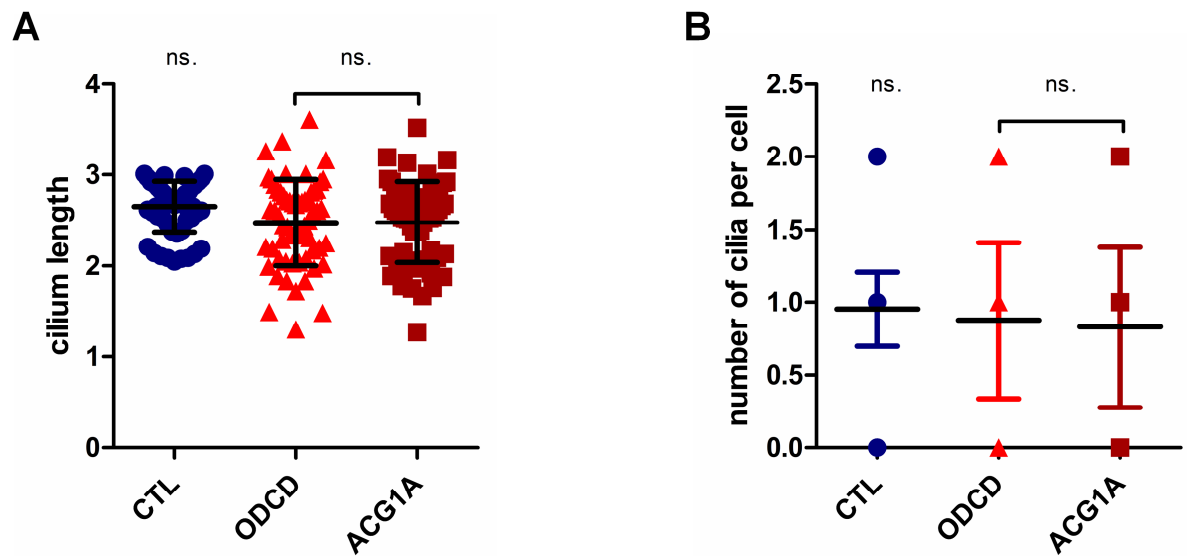 A
ns.
ns.
cilium length
4
3
2
1
0
CTL
ODCD
ACG1A
B
ns.
ns.
number of cilia per cell
2.5
2.0
1.5
1.0
0.5
0.0
CTL
ODCD
ACG1A